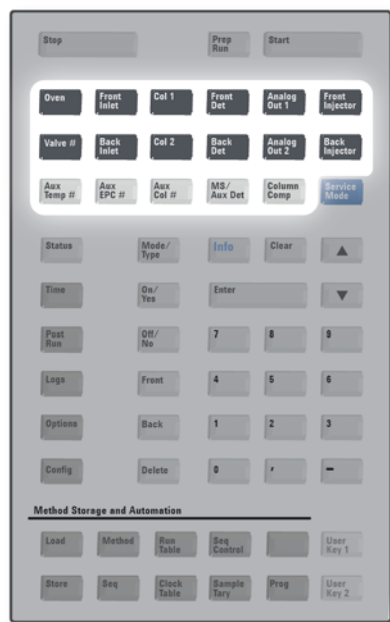 Stop Prep Run Start
Oven Front Inlet Col 1 Front Det Analog Out 1 Front Injector
Valve # Back Inlet Col 2 Back Det Analog Out 2 Back Injector
Aux Temp # Aux EPC # Aux Col # MS/ Aux Det Column Comp Service Mode
Status Mode/ Type Info Clear
Time On/ Yes Enter
Post Run Off/ No 7 8 9
Logs Front 4 5 6
Options Back 1 2 3
Config Delete 0 , –
Method Storage and Automation
Load Method Run Table Seq Control User Key 1
Store Seq Clock Table Sample Tary Prog User Key 2